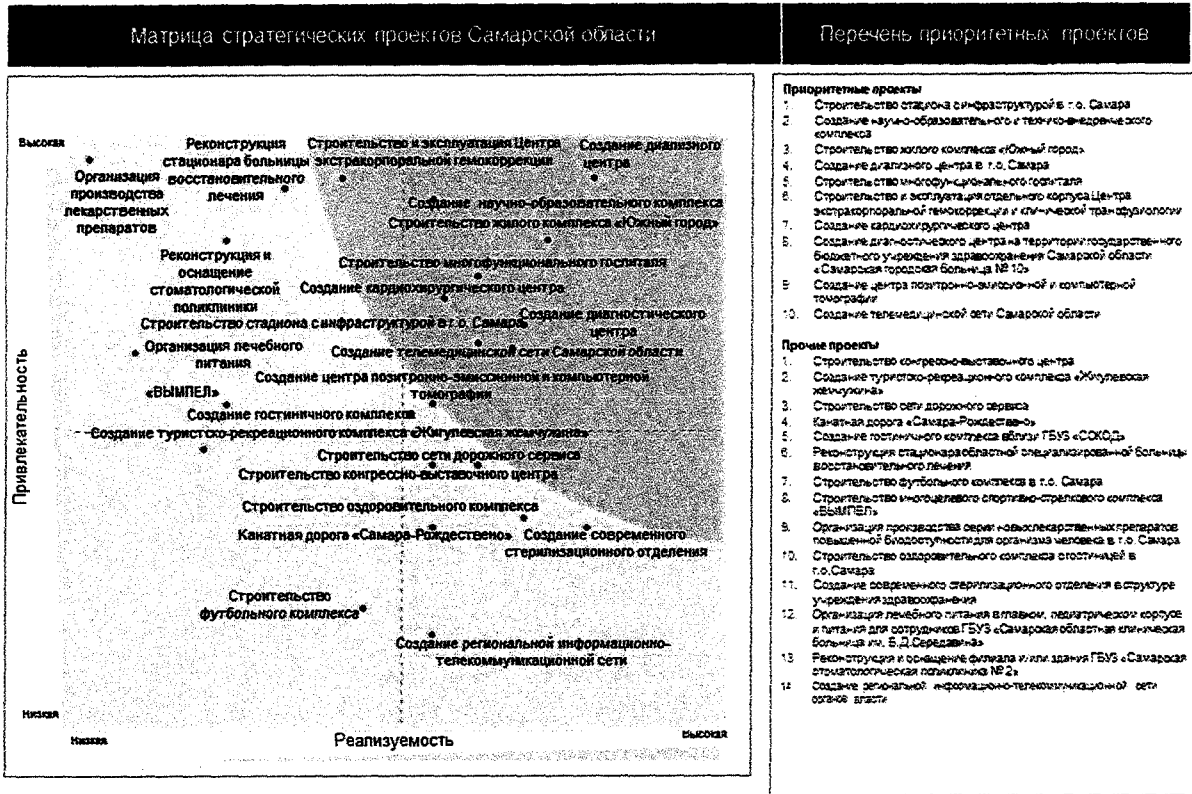 Матрица стратегических проектов Самарской области
Перечень приоритетных проектов
Высокая
Организация
производства
лекарственных
препаратов
Реконструкция
стационара больницы
восстановительного
лечения
Строительство и эксплуатация Центра
экстракорпоральной гемокоррекции
Создание диализного
центра
Создание научно-образовательного комплекса
Строительство жилого комплекса «Южный город»
Реконструкция и
оснащение
стоматологической
поликлиники
Строительство многофункционального госпиталя
Создание кардиохирургического центра
Строительство стадиона с инфраструктурой в г.о. Самара
Создание диагностического
центра
Организация лечебного
питания
Создание телемедицинской сети Самарской области
Создание центра позитронно-эмиссионной и компьютерной
томографии
«ВЫМПЕЛ»
Создание гостиничного комплекса
Создание туристско-рекреационного комплекса «Жигулевская жемчужина»
Строительство сети дорожного сервиса
Строительство конгрессно-выставочного центра
Строительство оздоровительного комплекса
Канатная дорога «Самара-Рождествено»
Создание современного
стерилизационного отделения
Строительство
футбольного комплекса
Создание региональной информационно-
телекоммуникационной сети
Привлекательность
Низкая
Низкая
Реализуемость
Высокая
Приоритетные проекты
1. Строительство стадиона с инфраструктурой в г.о. Самара
2. Создание научно-образовательного и технико-внедренческого
комплекса
3. Строительство жилого комплекса «Южный город»
4. Создание диализного центра в г.о. Самара
5. Строительство многофункционального госпиталя
6. Строительство и эксплуатация отдельного корпуса Центра
экстракорпоральной гемокоррекции и клинической трансфузиологии
7. Создание кардиохирургического центра
8. Создание диагностического центра на территории государственного
бюджетного учреждения здравоохранения Самарской области
«Самарская городская больница № 10»
9. Создание центра позитронно-эмиссионной и компьютерной
томографии
10. Создание телемедицинской сети Самарской области
Прочие проекты
1. Строительство конгрессно-выставочного центра
2. Создание туристско-рекреационного комплекса «Жигулевская
жемчужина»
3. Строительство сети дорожного сервиса
4. Канатная дорога «Самара-Рождествено»
5. Создание гостиничного комплекса вблизи ГБУЗ «СОКОД»
6. Реконструкция стационара областной специализированной больницы
восстановительного лечения
7. Строительство футбольного комплекса в г.о. Самара
8. Строительство многоцелевого спортивно-стрелкового комплекса
«ВЫМПЕЛ»
9. Организация производства серии новых лекарственных препаратов
повышенной биодоступности для организма человека в г.о. Самара
10. Строительство оздоровительного комплекса с гостиницей в
г.о.Самара
11. Создание современного стерилизационного отделения в структуре
учреждения здравоохранения
12. Организация лечебного питания в главном, педиатрическом корпусе
и питания для сотрудников ГБУЗ «Самарская областная клиническая
больница им. В.Д.Середавина»
13. Реконструкция и оснащение филиала и/или здания ГБУЗ «Самарская
стоматологическая поликлиника № 2»
14. Создание региональной информационно-телекоммуникационной сети
органов власти